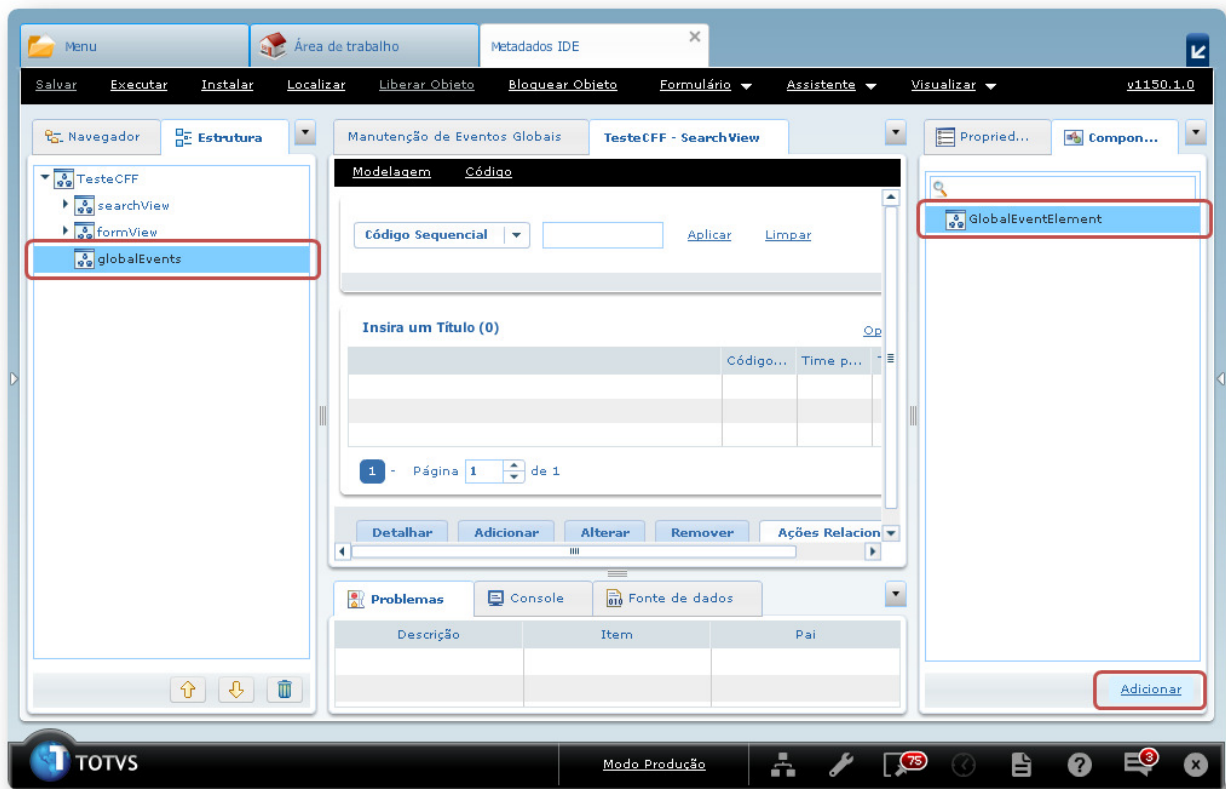 Menu
Área de trabalho
Metadados IDE
Salvar Executar Instalar Localizar Liberar Objeto Bloquear Objeto Formulário Assistente Visualizar v1150.1.0
Navegador
Estrutura
TesteCFF
searchView
formView
globalEvents
Manutenção de Eventos Globais
TesteCFF - SearchView
Modelagem Código
Código Sequencial
Aplicar Limpar
Insira um Título (0)
Op
Código... Time p... T
1 - Página 1 de 1
Detalhar Adicionar Alterar Remover Ações Relacion
Problemas Console Fonte de dados
Descrição Item Pai
Propried...
Compon...
GlobalEventElement
Adicionar
TOTVS
Modo Produção
75
3